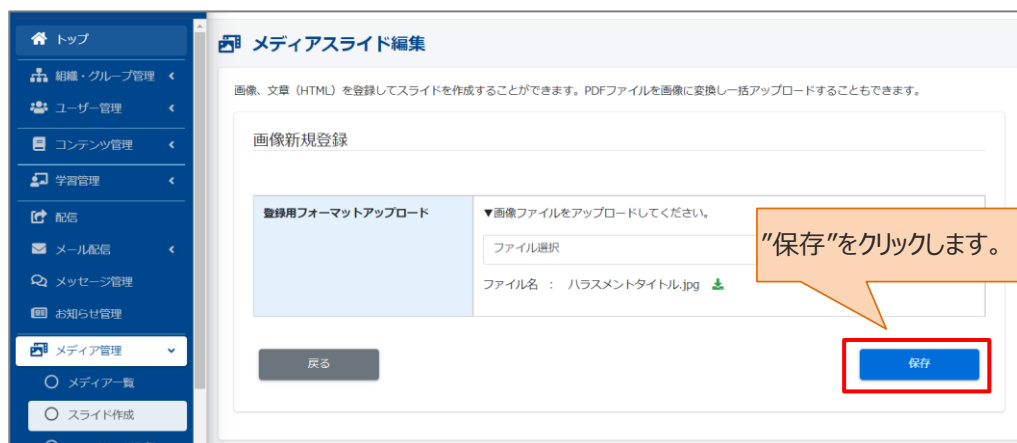 トップ
組織・グループ管理
ユーザー管理
コンテンツ管理
学習管理
配信
メール配信
メッセージ管理
お知らせ管理
メディア管理
メディア一覧
スライド作成
メディアスライド編集
画像、文章（HTML）を登録してスライドを作成することができます。PDFファイルを画像に変換し一括アップロードすることもできます。
画像新規登録
登録用フォーマットアップロード
▼画像ファイルをアップロードしてください。
ファイル選択
ファイル名 ： ハラスメントタイトル.jpg
"保存"をクリックします。
戻る
保存